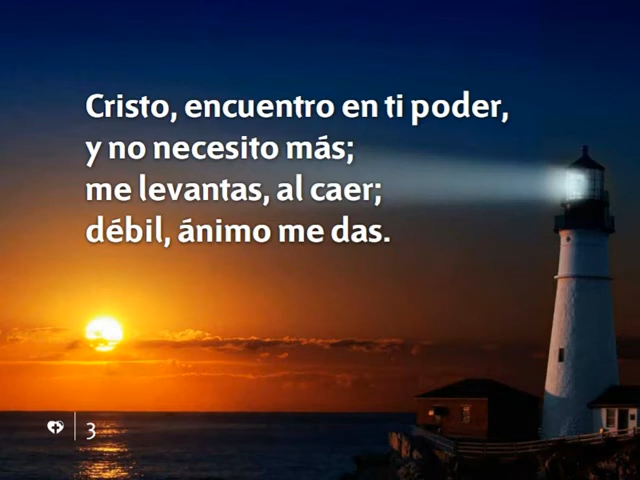 Cristo, encuentro en ti poder,
y no necesito más;
me levantas, al caer;
débil, ánimo me das.
3